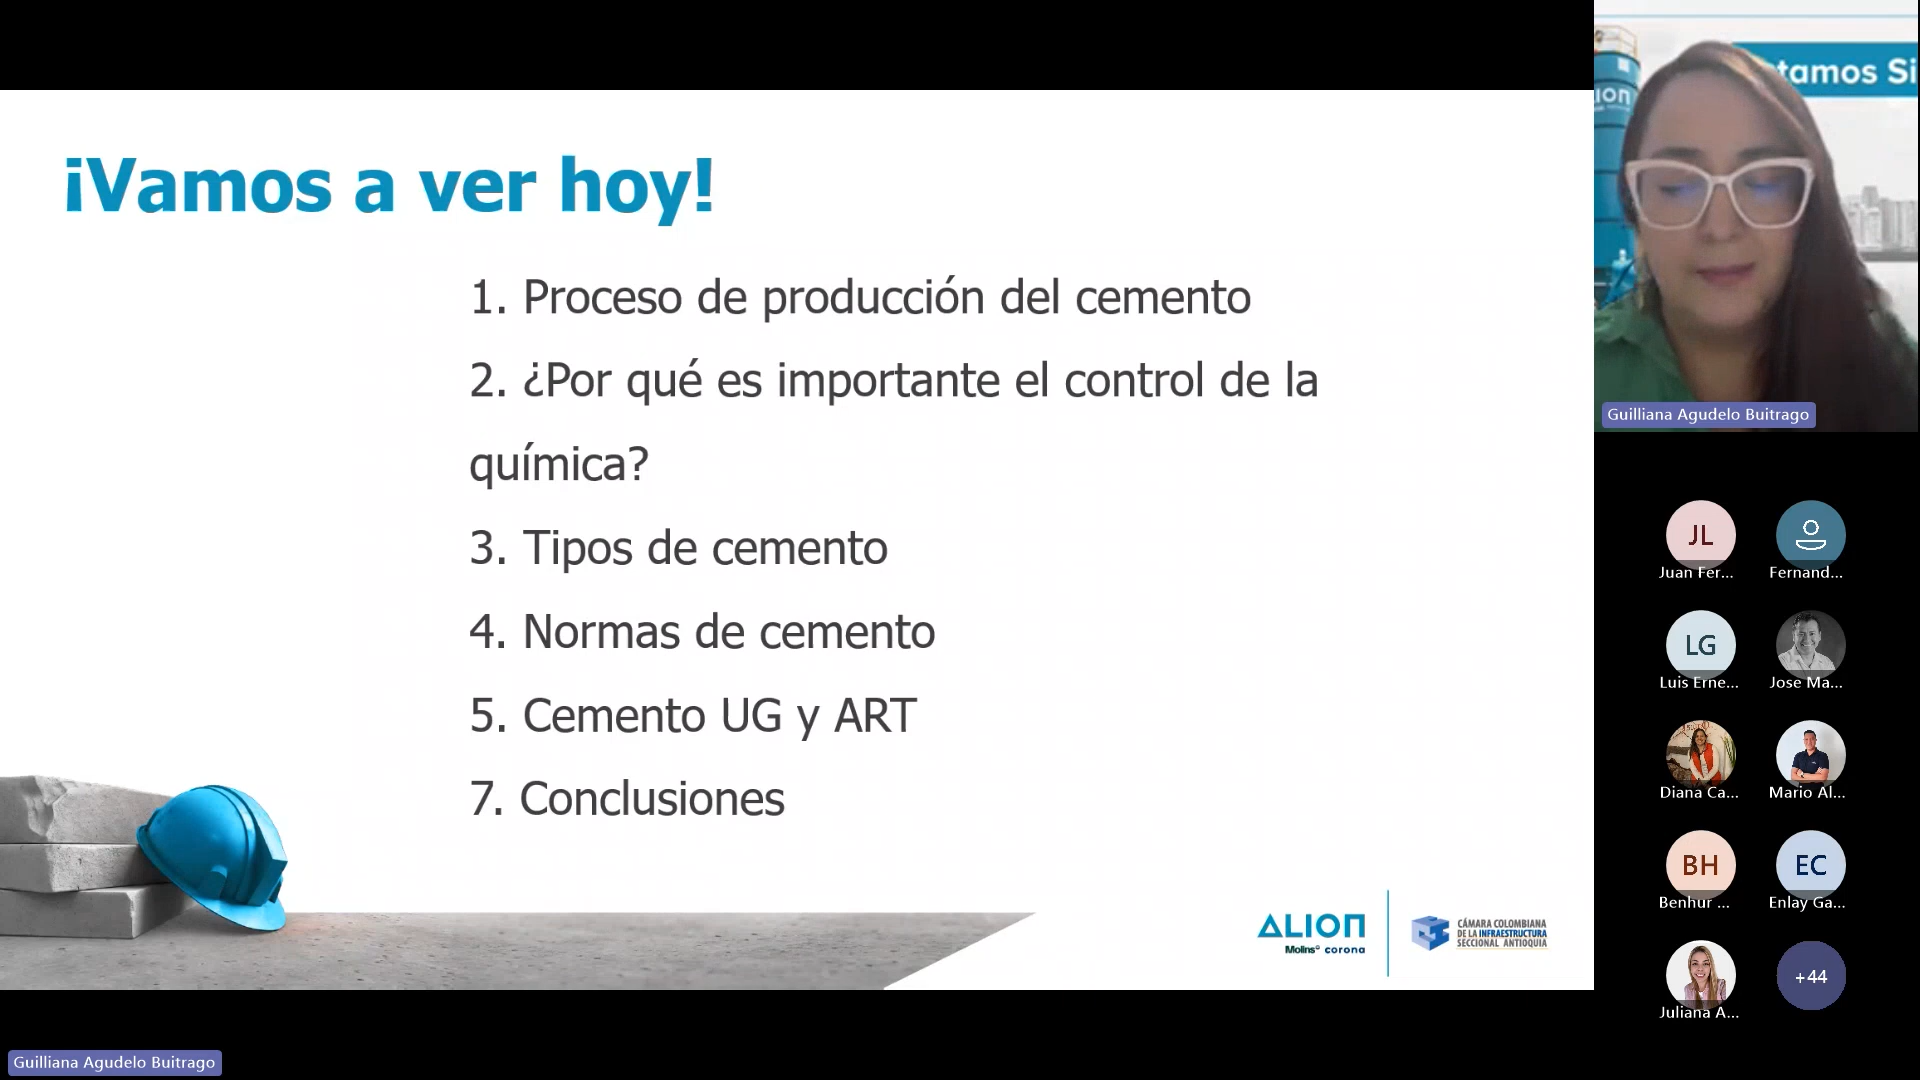 ¡Vamos a ver hoy!
1. Proceso de producción del cemento
2. ¿Por qué es importante el control de la
química?
3. Tipos de cemento
4. Normas de cemento
5. Cemento UG y ART
7. Conclusiones
ALION
Molins corona
CÁMARA COLOMBIANA
DE LA INFRAESTRUCTURA
SECCIONAL ANTIOQUIA
Guilliana Agudelo Buitrago
tamos Si
LION
Guilliana Agudelo Buitrago
JL
Juan Fer...
Fernand...
LG
Luis Erne...
Jose Ma...
Diana Ca...
Mario Al...
BH
Benhur ...
EC
Enlay Ga...
Juliana A...
+44